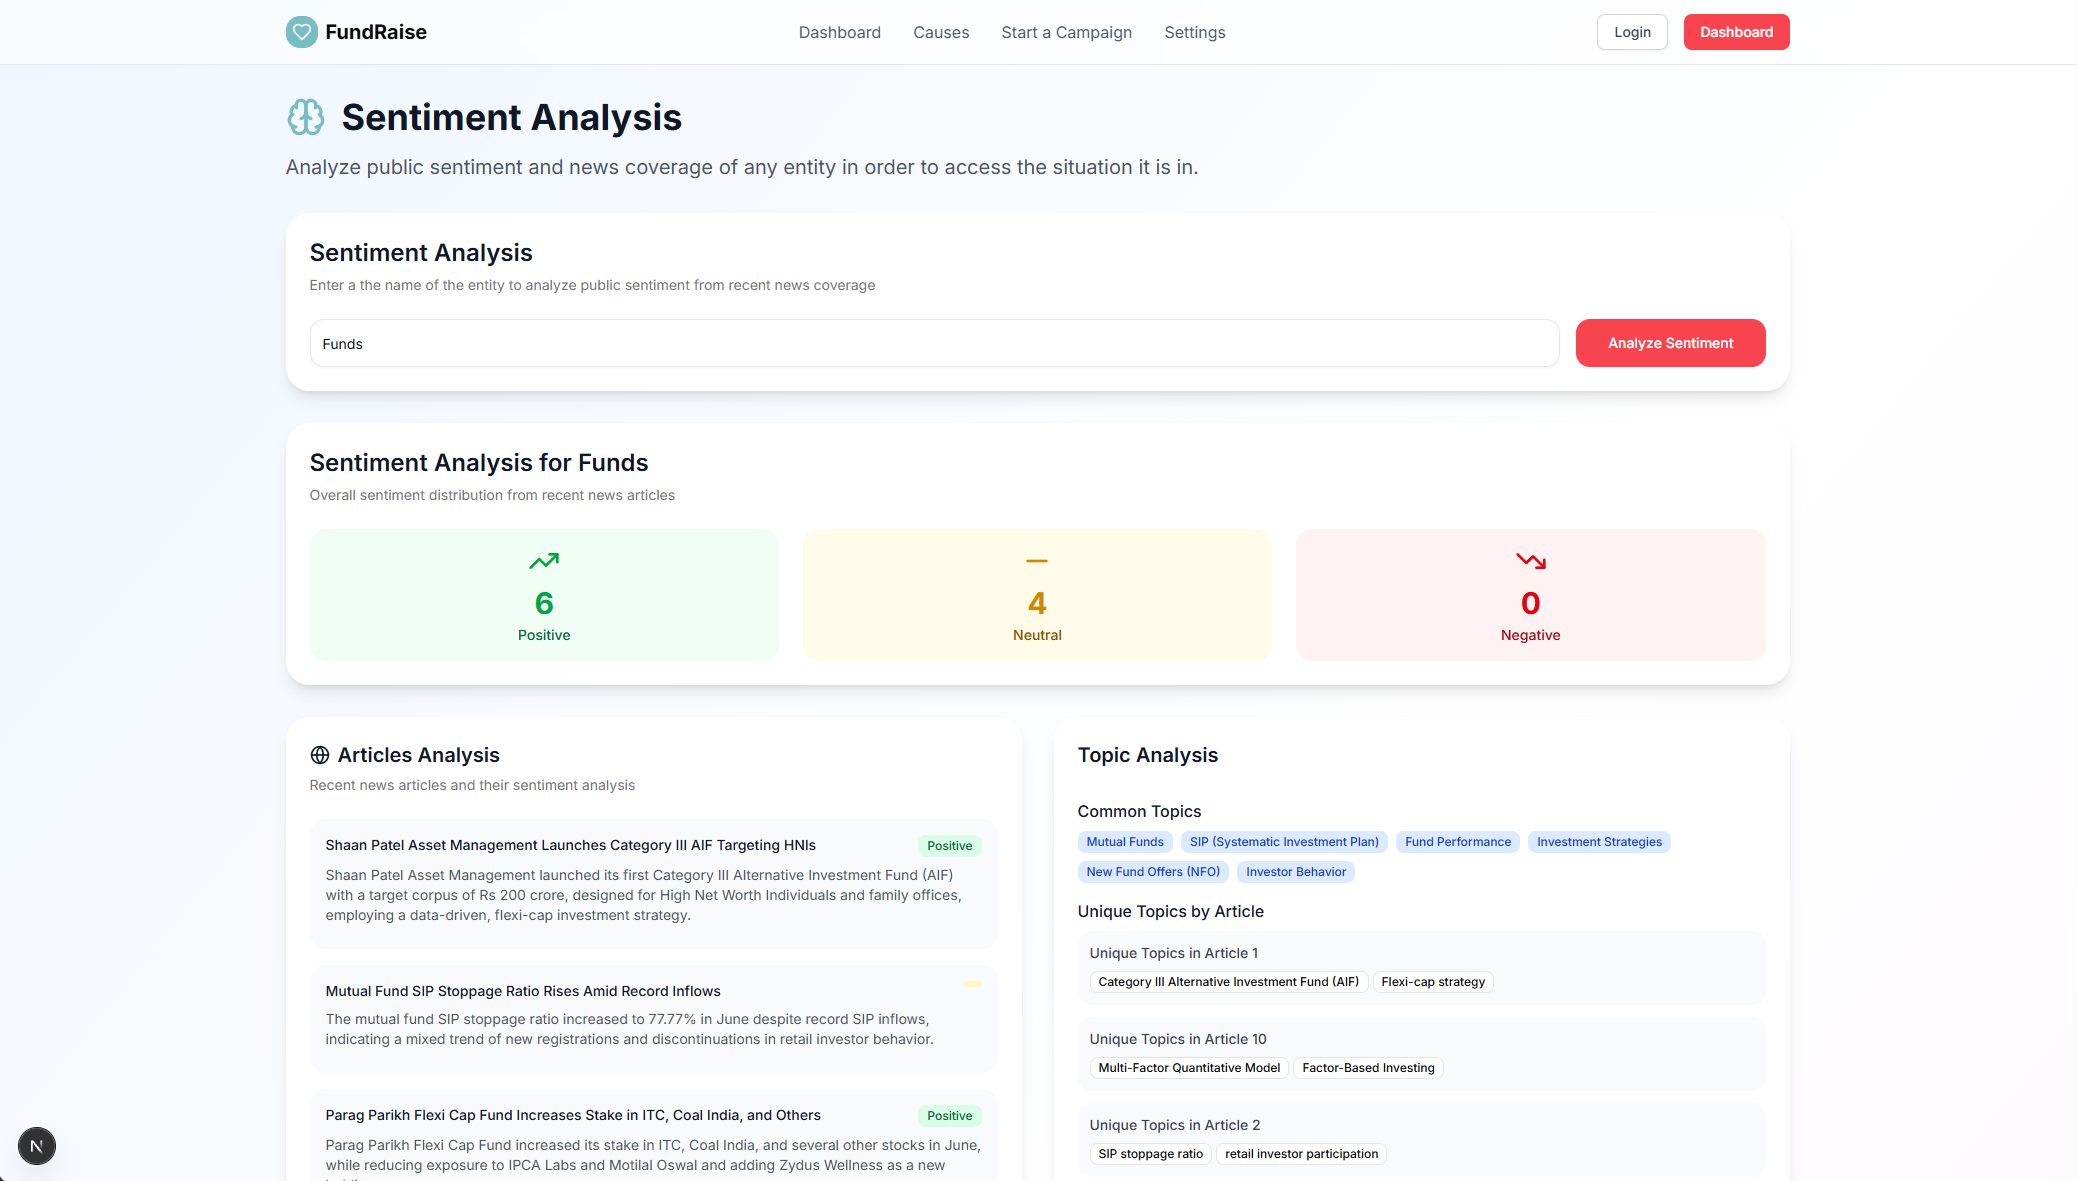 FundRaise
Dashboard
Causes
Start a Campaign
Settings
Login
Dashboard
Sentiment Analysis
Analyze public sentiment and news coverage of any entity in order to access the situation it is in.
Sentiment Analysis
Enter a the name of the entity to analyze public sentiment from recent news coverage
Funds
Analyze Sentiment
Sentiment Analysis for Funds
Overall sentiment distribution from recent news articles
6
Positive
4
Neutral
0
Negative
Articles Analysis
Recent news articles and their sentiment analysis
Shaan Patel Asset Management Launches Category III AIF Targeting HNIs
Positive
Shaan Patel Asset Management launched its first Category III Alternative Investment Fund (AIF)
with a target corpus of Rs 200 crore, designed for High Net Worth Individuals and family offices,
employing a data-driven, flexi-cap investment strategy.
Mutual Fund SIP Stoppage Ratio Rises Amid Record Inflows
The mutual fund SIP stoppage ratio increased to 77.77% in June despite record SIP inflows,
indicating a mixed trend of new registrations and discontinuations in retail investor behavior.
Parag Parikh Flexi Cap Fund Increases Stake in ITC, Coal India, and Others
Positive
Parag Parikh Flexi Cap Fund increased its stake in ITC, Coal India, and several other stocks in June,
while reducing exposure to IPCA Labs and Motilal Oswal and adding Zydus Wellness as a new
Topic Analysis
Common Topics
Mutual Funds
SIP (Systematic Investment Plan)
Fund Performance
Investment Strategies
New Fund Offers (NFO)
Investor Behavior
Unique Topics by Article
Unique Topics in Article 1
Category III Alternative Investment Fund (AIF)
Flexi-cap strategy
Unique Topics in Article 10
Multi-Factor Quantitative Model
Factor-Based Investing
Unique Topics in Article 2
SIP stoppage ratio
retail investor participation
N